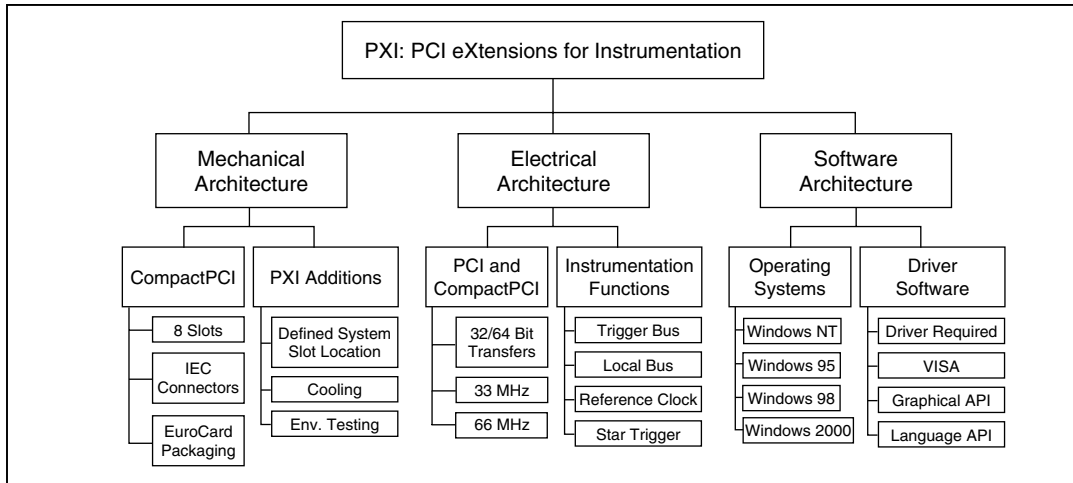 PXI: PCI eXtensions for Instrumentation
Mechanical
Architecture
Electrical
Architecture
Software
Architecture
CompactPCI
PXI Additions
PCI and
CompactPCI
Instrumentation
Functions
Operating
Systems
Driver
Software
8 Slots
IEC
Connectors
EuroCard
Packaging
Defined System
Slot Location
Cooling
Env. Testing
32/64 Bit
Transfers
33 MHz
66 MHz
Trigger Bus
Local Bus
Reference Clock
Star Trigger
Windows NT
Windows 95
Windows 98
Windows 2000
Driver Required
VISA
Graphical API
Language API